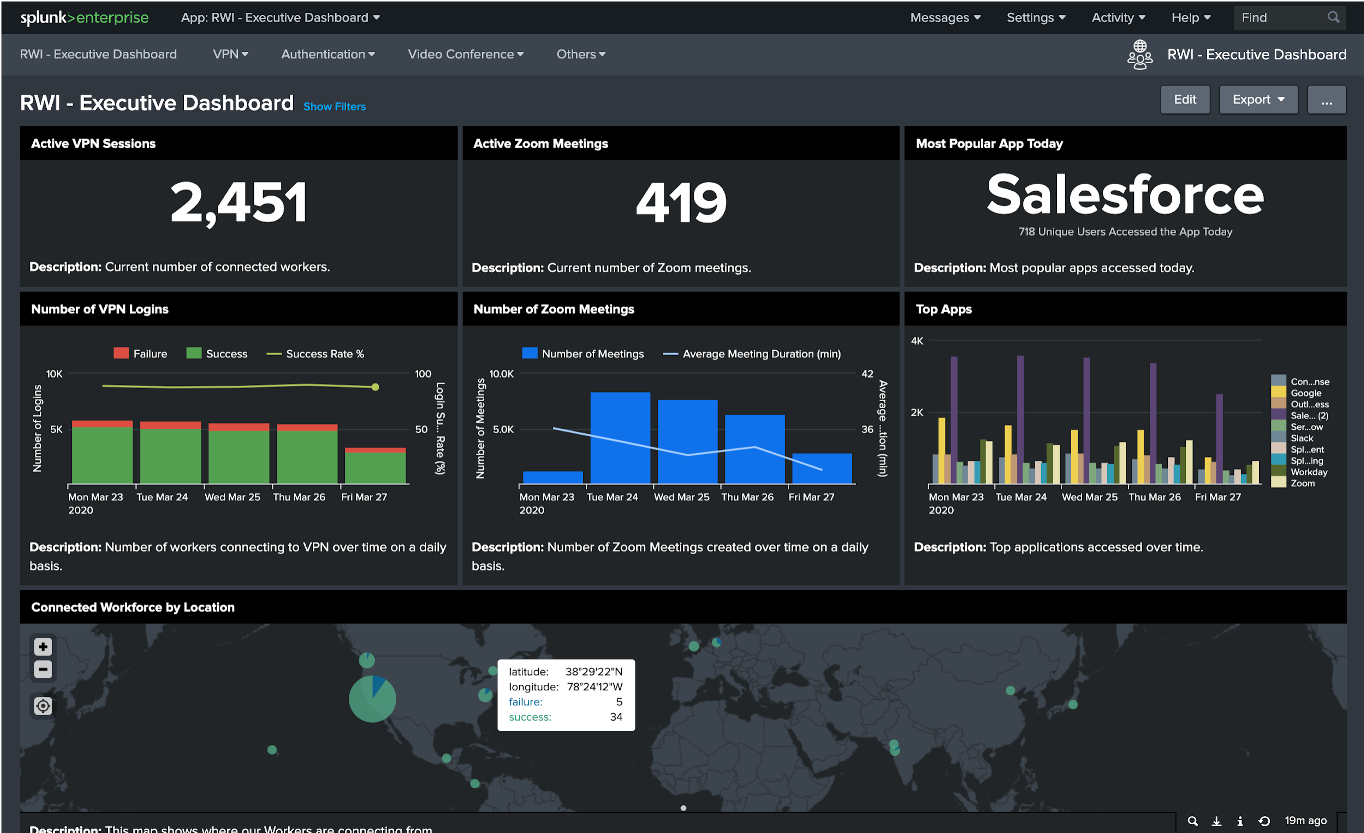 splunk>enterprise App: RWI - Executive Dashboard Messages Settings Activity Help Find
RWI - Executive Dashboard VPN Authentication Video Conference Others RWI - Executive Dashboard
RWI - Executive Dashboard Show Filters Edit Export ...
Active VPN Sessions
2,451
Description: Current number of connected workers.
Active Zoom Meetings
419
Description: Current number of Zoom meetings.
Most Popular App Today
Salesforce
718 Unique Users Accessed the App Today
Description: Most popular apps accessed today.
Number of VPN Logins
Failure Success Success Rate %
Number of Logins
10K
5K
100
50
Login Su... Rate (%)
Mon Mar 23 Tue Mar 24 Wed Mar 25 Thu Mar 26 Fri Mar 27
2020
Description: Number of workers connecting to VPN over time on a daily
basis.
Number of Zoom Meetings
Number of Meetings Average Meeting Duration (min)
Number of Meetings
10.0K
5.0K
42
36
Average ...tion (min)
Mon Mar 23 Tue Mar 24 Wed Mar 25 Thu Mar 26 Fri Mar 27
2020
Description: Number of Zoom Meetings created over time on a daily
basis.
Top Apps
4K
2K
Con...nse
Google
Outl...ess
Sale... (2)
Ser...ow
Slack
Spl...ent
Spl...ing
Workday
Zoom
Mon Mar 23 Tue Mar 24 Wed Mar 25 Thu Mar 26 Fri Mar 27
2020
Description: Top applications accessed over time.
Connected Workforce by Location
latitude: 38°29'22"N
longitude: 78°24'12"W
failure: 5
success: 34
19m ago
Description: This map shows where our Workers are connecting from